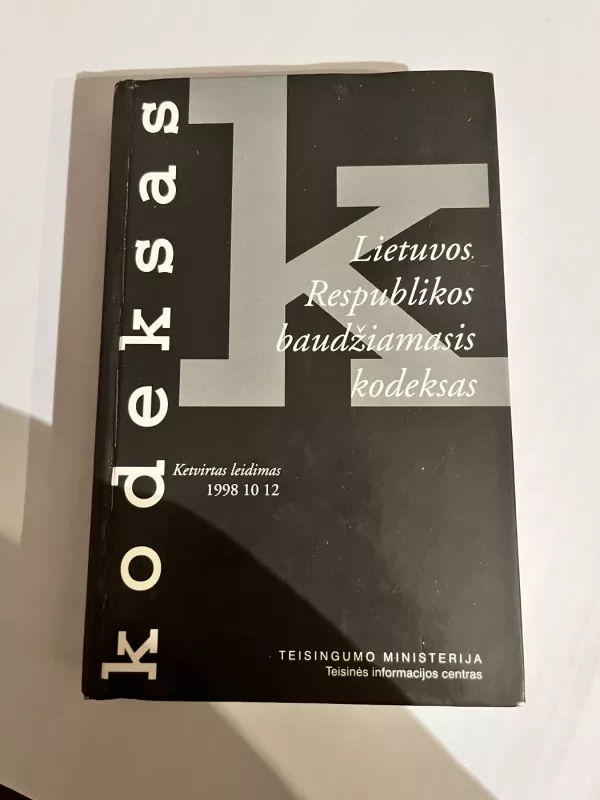 kodeksas
k
Lietuvos
Respublikos
baudžiamasis
kodeksas
Ketvirtas leidimas
1998 10 12
TEISINGUMO MINISTERIJA
Teisinės informacijos centras